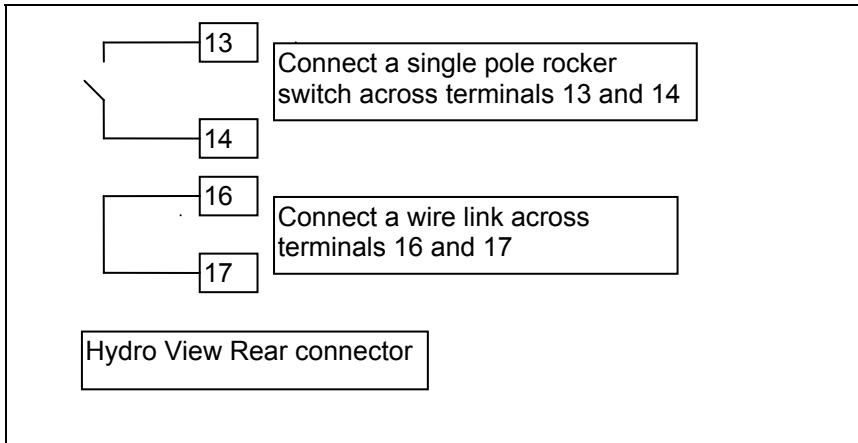 13
Connect a single pole rocker
switch across terminals 13 and 14
14
16
Connect a wire link across
terminals 16 and 17
17
Hydro View Rear connector